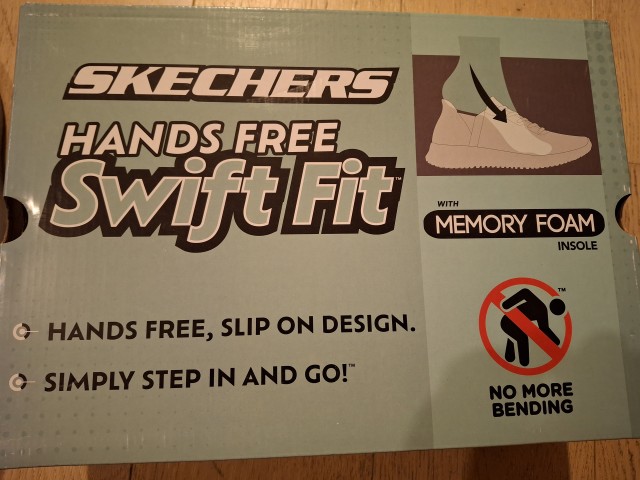 SKECHERS
HANDS FREE
Swift Fit™
HANDS FREE, SLIP ON DESIGN.
SIMPLY STEP IN AND GO!™
WITH
MEMORY FOAM
INSOLE
™
NO MORE
BENDING